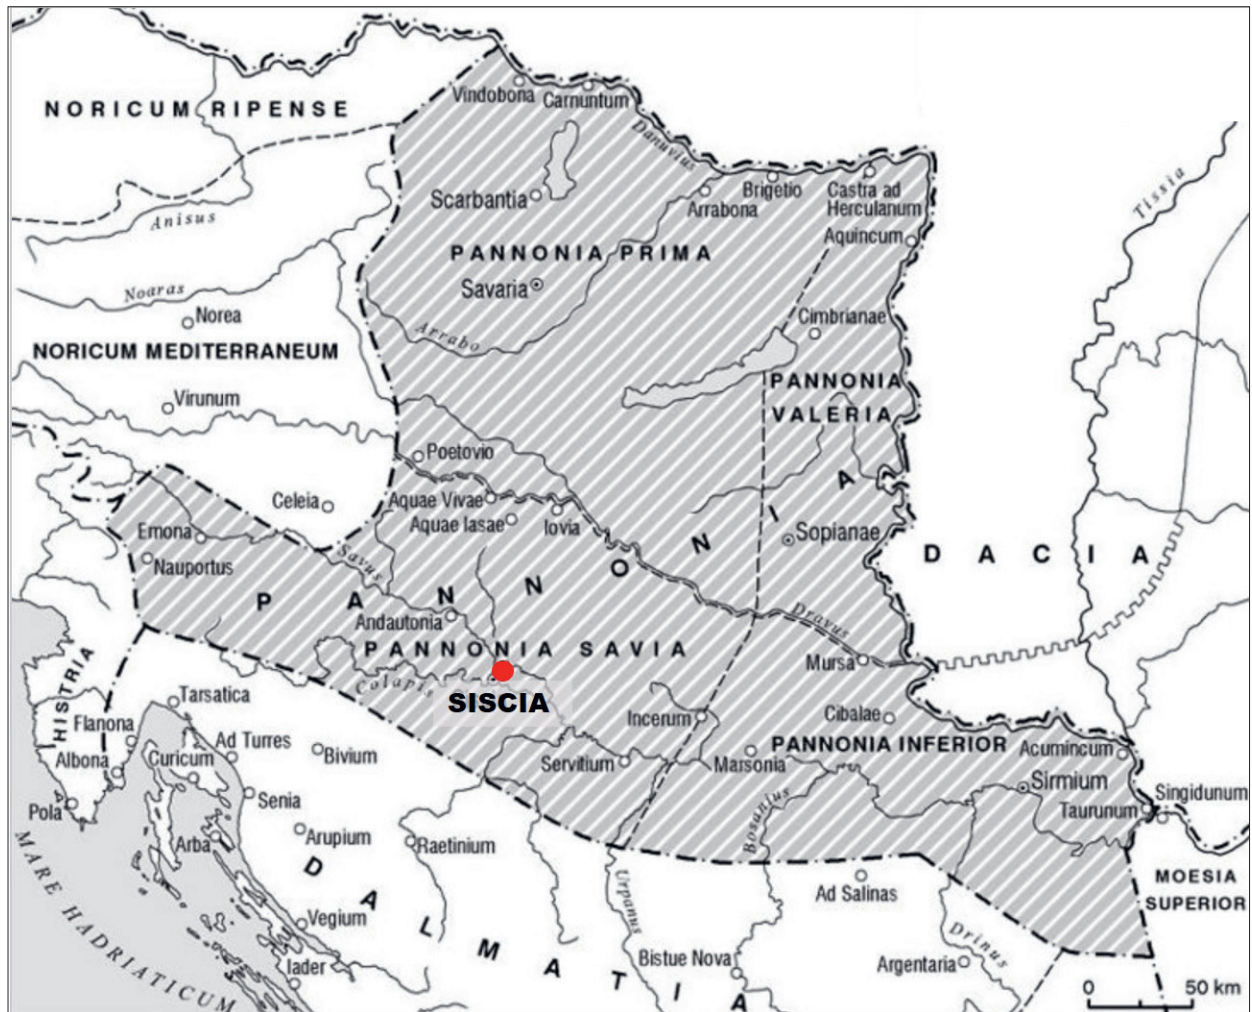 NORICUM RIPENSE
Vindobona
Carnuntum
Danuvius
Tissia
Scarbantia
Brigetio
Castra ad
Herculanum
Arrabona
Anisus
Aquincum
PANNONIA PRIMA
Savaria
Noaras
Norea
Cimbrianae
Arrabo
NORICUM MEDITERRANEUM
PANNONIA
VALERIA
Virunum
Poetovio
Celeia
Aquae Vivae
Aquae Iasae
Iovia
Emona
Sopianae
Nauportus
Savus
DACIA
PANNONIA
Andautonia
Dravus
PANNONIA SAVIA
Mursa
HISTRIA
Colapis
SISCIA
Tarsatica
Flanona
Incerum
Cibalae
Ad Turres
Bivium
PANNONIA INFERIOR
Acumincum
Albona
Curicum
Servitium
Marsonia
Sirmium
Senia
Singidunum
Pola
Taurunum
Bosanius
Arba
Arupium
Raetinium
MOESIA
SUPERIOR
Ad Salinas
Urpanus
MARE HADRIATICUM
DALMATIA
Vegium
Drinus
Iader
Bistue Nova
Argentaria
0 50 km